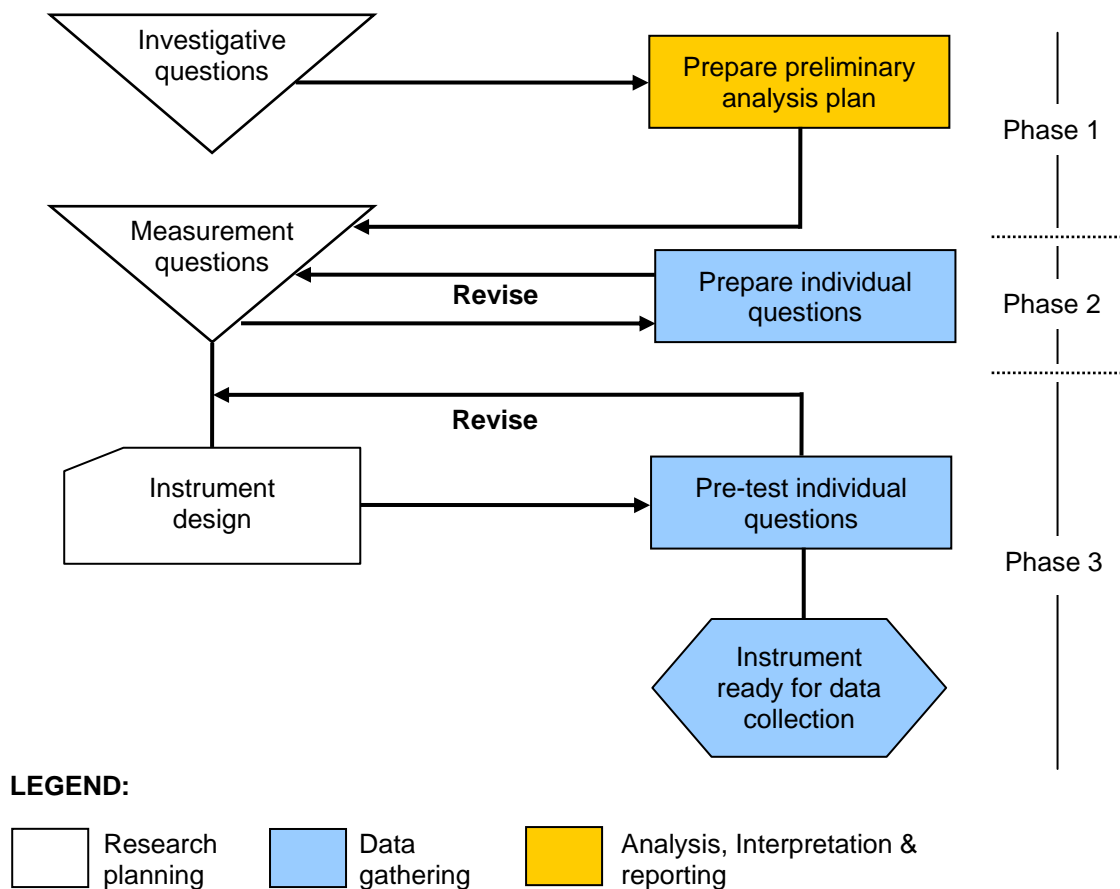 Investigative
questions
Prepare preliminary
analysis plan
Phase 1
Measurement
questions
Revise
Prepare individual
questions
Phase 2
Revise
Instrument
design
Pre-test individual
questions
Phase 3
Instrument
ready for data
collection
LEGEND:
Research
planning
Data
gathering
Analysis, Interpretation &
reporting